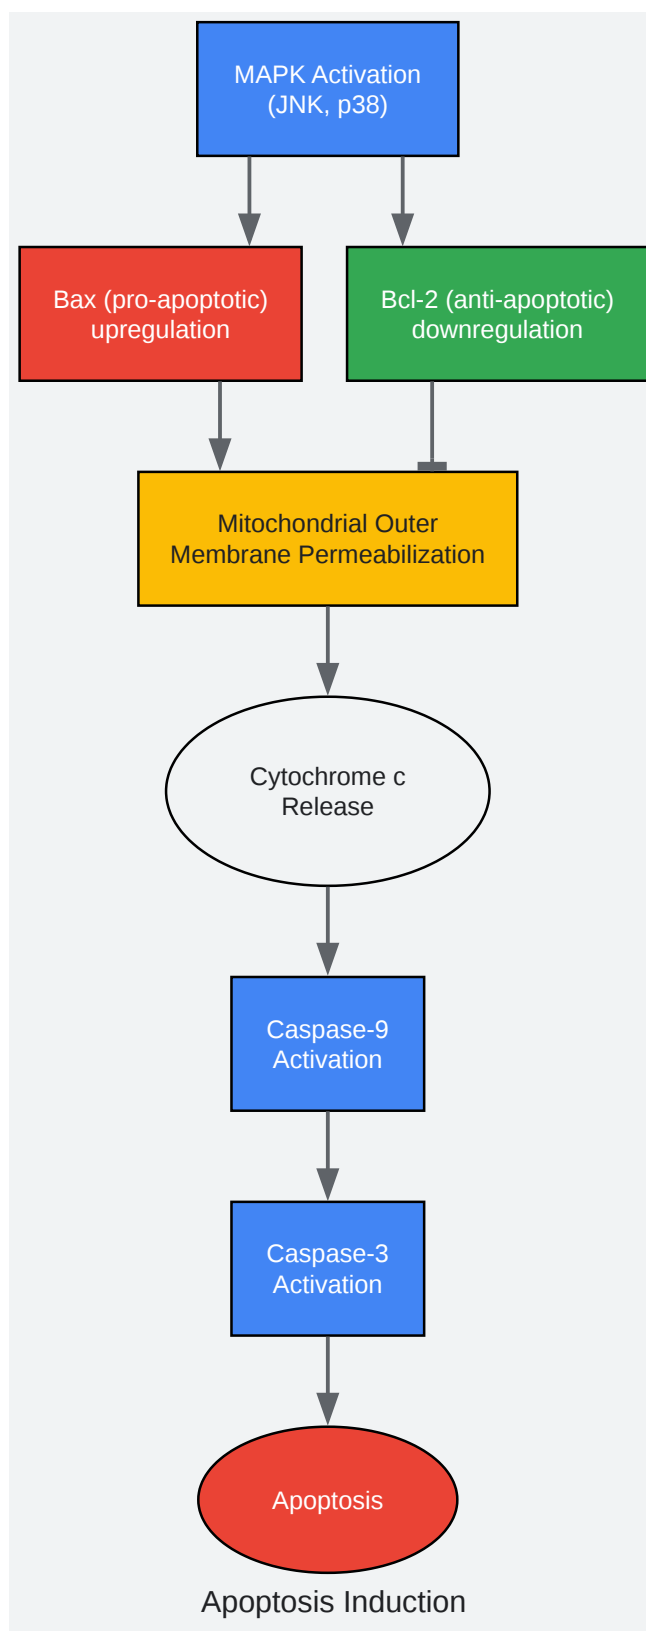 MAPK Activation
(JNK, p38)
Bax (pro-apoptotic)
upregulation
Bcl-2 (anti-apoptotic)
downregulation
Mitochondrial Outer
Membrane Permeabilization
Cytochrome c
Release
Caspase-9
Activation
Caspase-3
Activation
Apoptosis
Apoptosis Induction